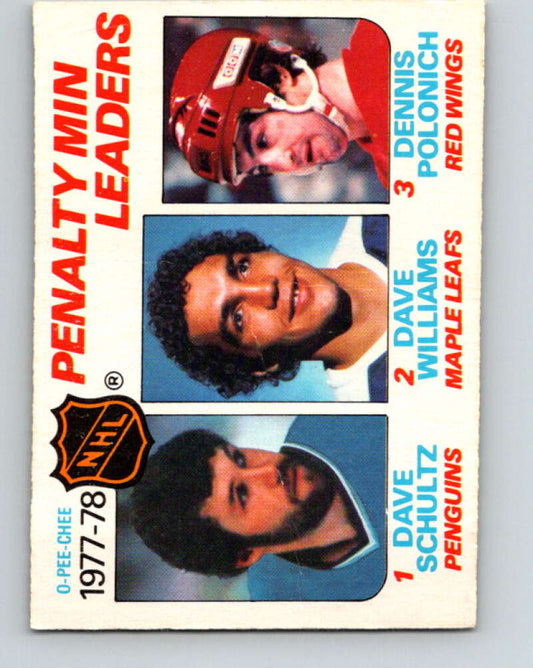 O-PEE-CHEE
1977-78
NHL
®
PENALTY MIN
LEADERS
1 DAVE
SCHULTZ
PENGUINS
2 DAVE
WILLIAMS
MAPLE LEAFS
3 DENNIS
POLONICH
RED WINGS